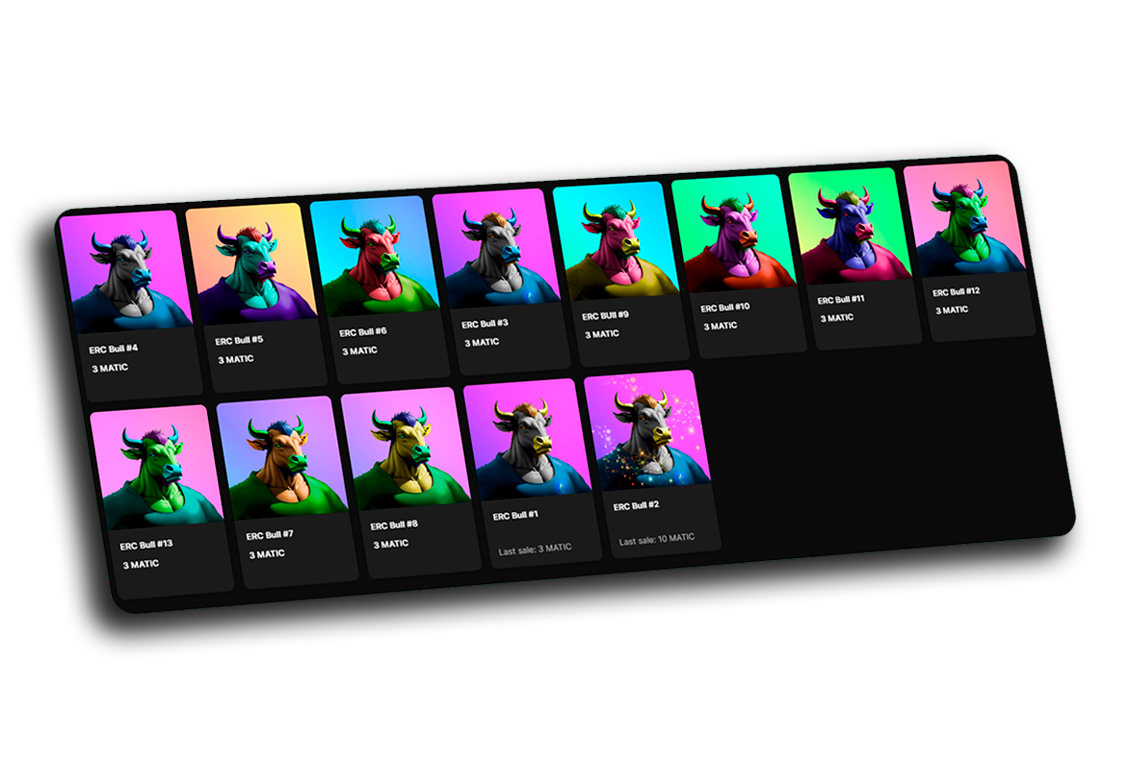 ERC Bull #4
3 MATIC
ERC Bull #5
3 MATIC
ERC Bull #6
3 MATIC
ERC Bull #3
3 MATIC
ERC BUll #9
3 MATIC
ERC Bull #10
3 MATIC
ERC Bull #11
3 MATIC
ERC Bull #12
3 MATIC
ERC Bull #13
3 MATIC
ERC Bull #7
3 MATIC
ERC Bull #8
3 MATIC
ERC Bull #1
Last sale: 3 MATIC
ERC Bull #2
Last sale: 10 MATIC